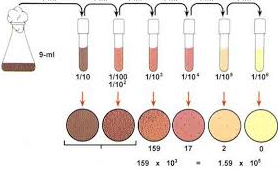 9-ml
1/10 1/100 1/10³ 1/10⁴ 1/10⁵ 1/10⁶
1/10²
159 17 2 0
159 x 10³ = 1.59 x 10⁵